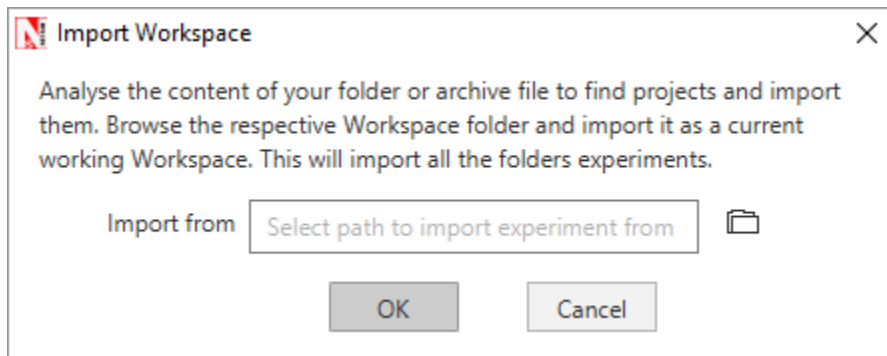 Import Workspace
Analyse the content of your folder or archive file to find projects and import
them. Browse the respective Workspace folder and import it as a current
working Workspace. This will import all the folders experiments.
Import from Select path to import experiment from
OK Cancel